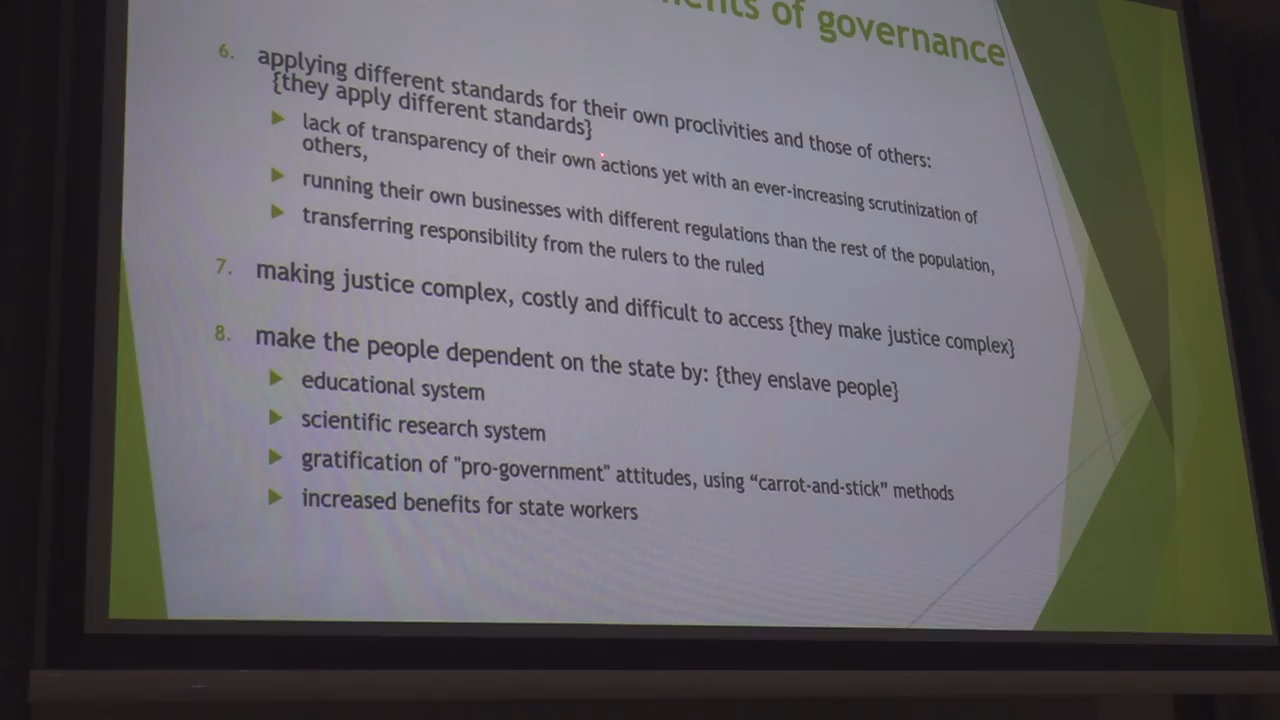 of governance
6. applying different standards for their own proclivities and those of others:
{they apply different standards}
lack of transparency of their own actions yet with an ever-increasing scrutinization of
others,
running their own businesses with different regulations than the rest of the population,
transferring responsibility from the rulers to the ruled
7. making justice complex, costly and difficult to access {they make justice complex}
8. make the people dependent on the state by: {they enslave people}
educational system
scientific research system
gratification of "pro-government" attitudes, using “carrot-and-stick” methods
increased benefits for state workers